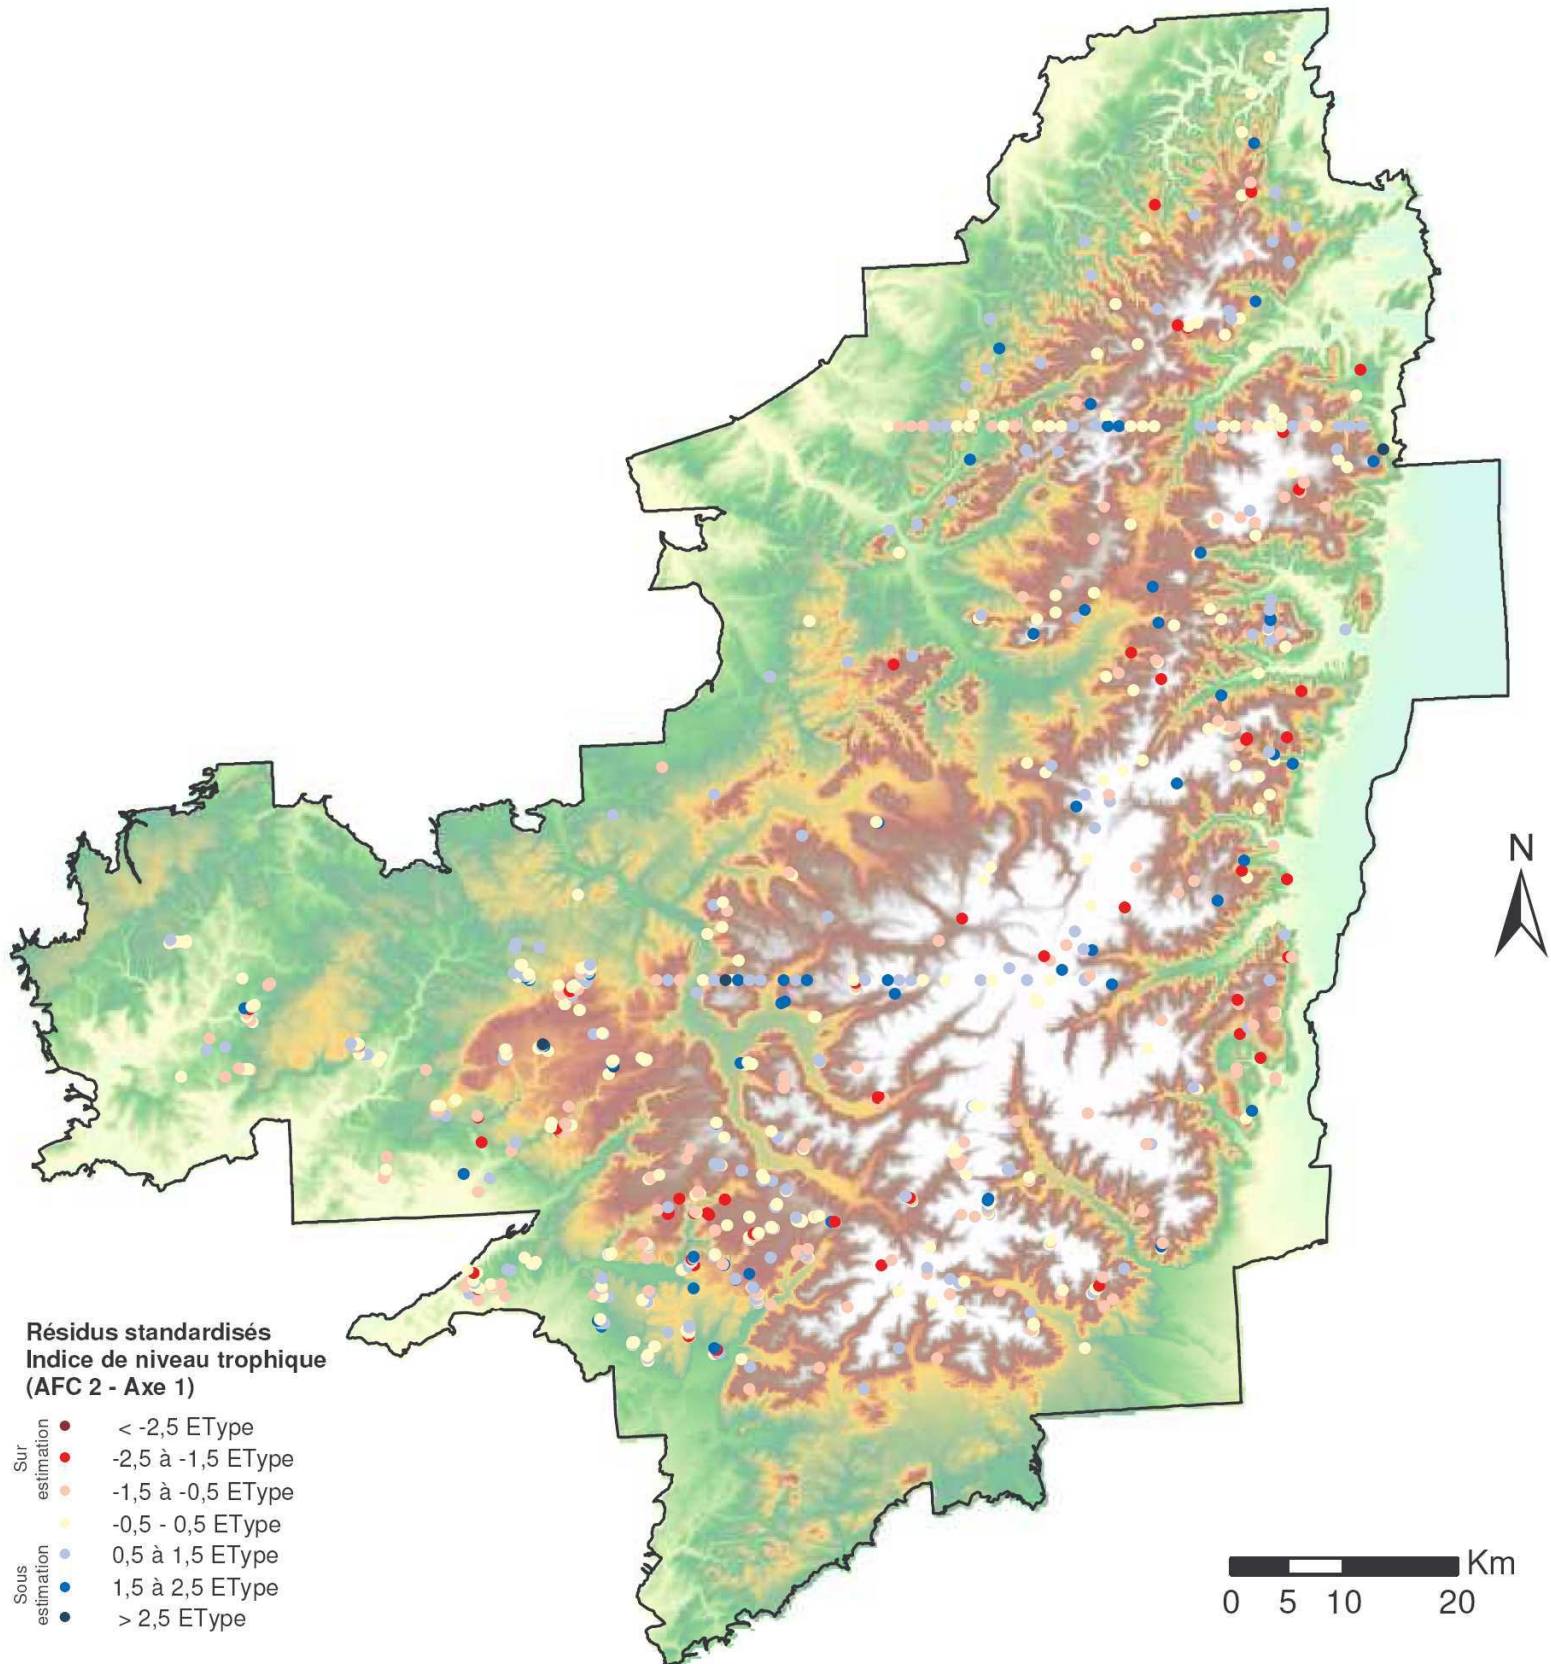 N
Résidus standardisés
Indice de niveau trophique
(AFC 2 - Axe 1)
Sur
estimation
< -2,5 EType
-2,5 à -1,5 EType
-1,5 à -0,5 EType
-0,5 - 0,5 EType
Sous
estimation
0,5 à 1,5 EType
1,5 à 2,5 EType
> 2,5 EType
Km
0 5 10 20